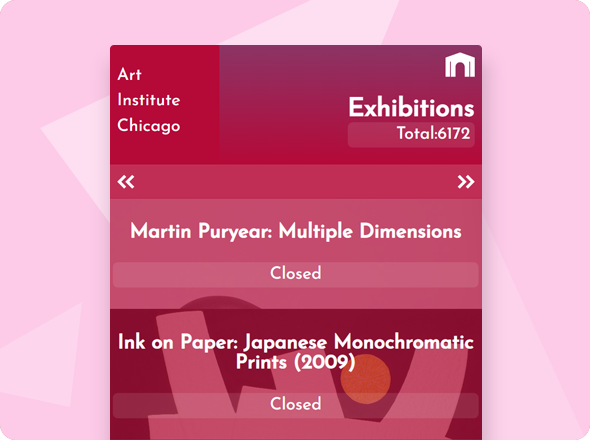 Art
Institute
Chicago
Exhibitions
Total:6172
Martin Puryear: Multiple Dimensions
Closed
Ink on Paper: Japanese Monochromatic
Prints (2009)
Closed